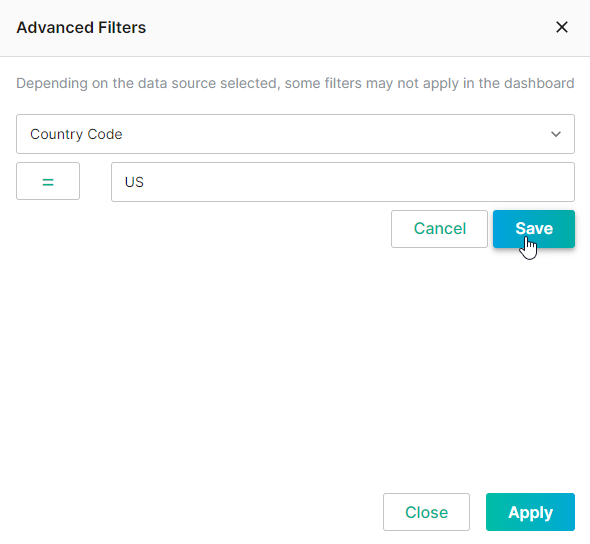 Advanced Filters
Depending on the data source selected, some filters may not apply in the dashboard
Country Code
=
US
Cancel
Save
Close
Apply